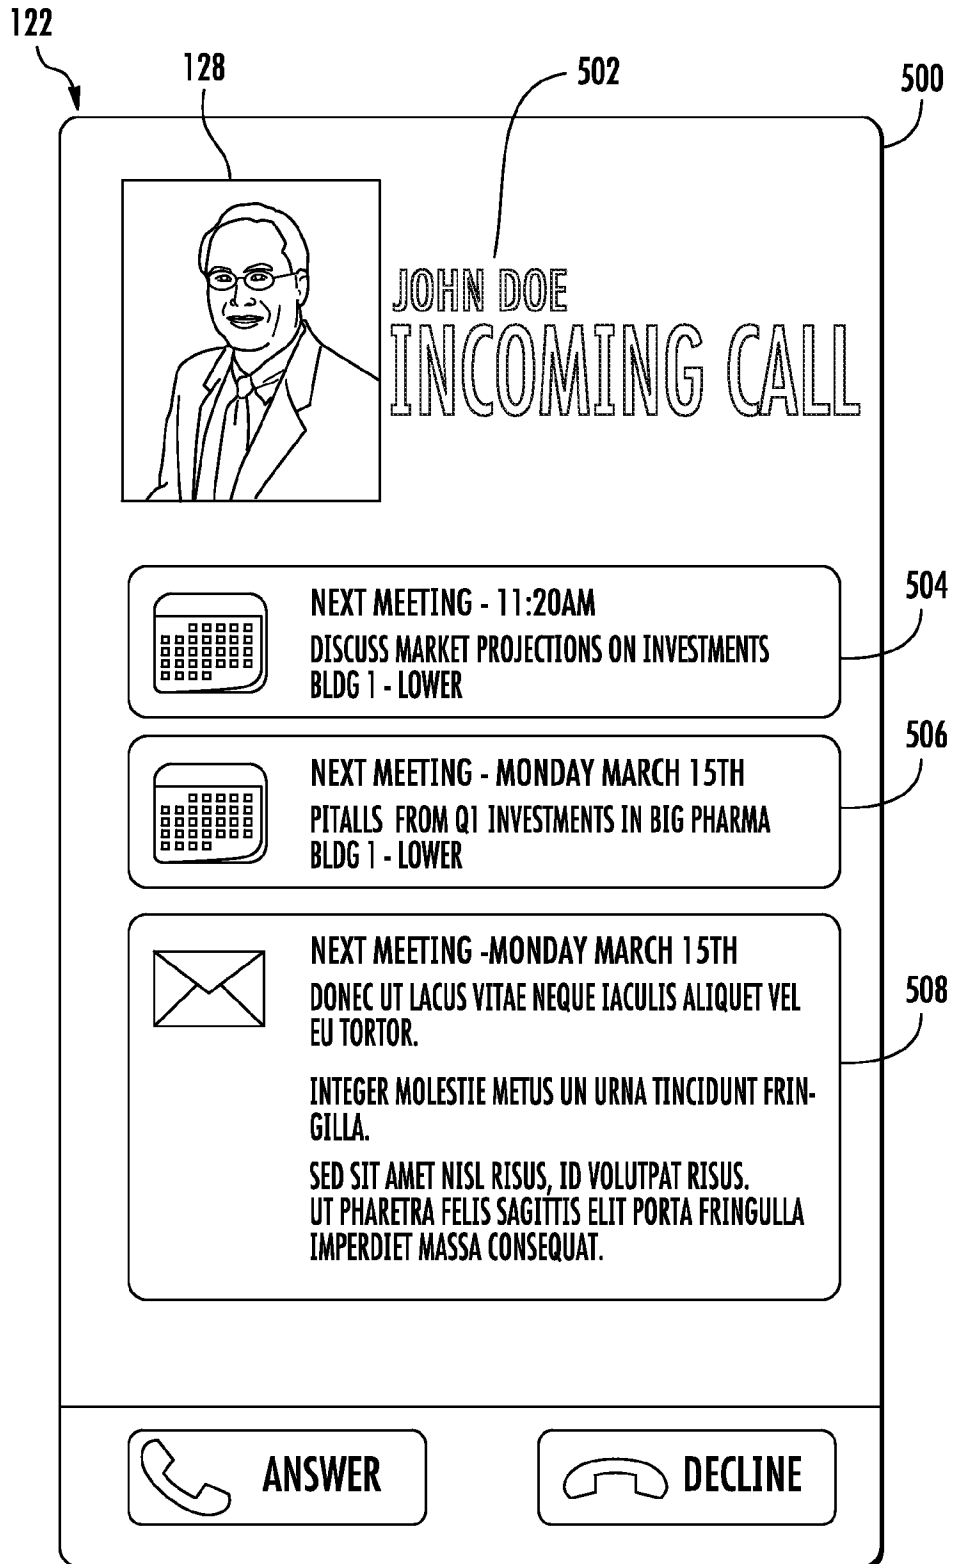 122
128
502
500
JOHN DOE
INCOMING CALL
504
NEXT MEETING - 11:20AM
DISCUSS MARKET PROJECTIONS ON INVESTMENTS
BLDG 1 - LOWER
506
NEXT MEETING - MONDAY MARCH 15TH
PITALLS FROM Q1 INVESTMENTS IN BIG PHARMA
BLDG 1 - LOWER
NEXT MEETING -MONDAY MARCH 15TH
DONEC UT LACUS VITAE NEQUE IACULIS ALIQUET VEL
EU TORTOR.
508
INTEGER MOLESTIE METUS UN URNA TINCIDUNT FRIN-
GILLA.
SED SIT AMET NISL RISUS, ID VOLUTPAT RISUS.
UT PHARETRA FELIS SAGITTIS ELIT PORTA FRINGULLA
IMPERDIET MASSA CONSEQUAT.
ANSWER
DECLINE